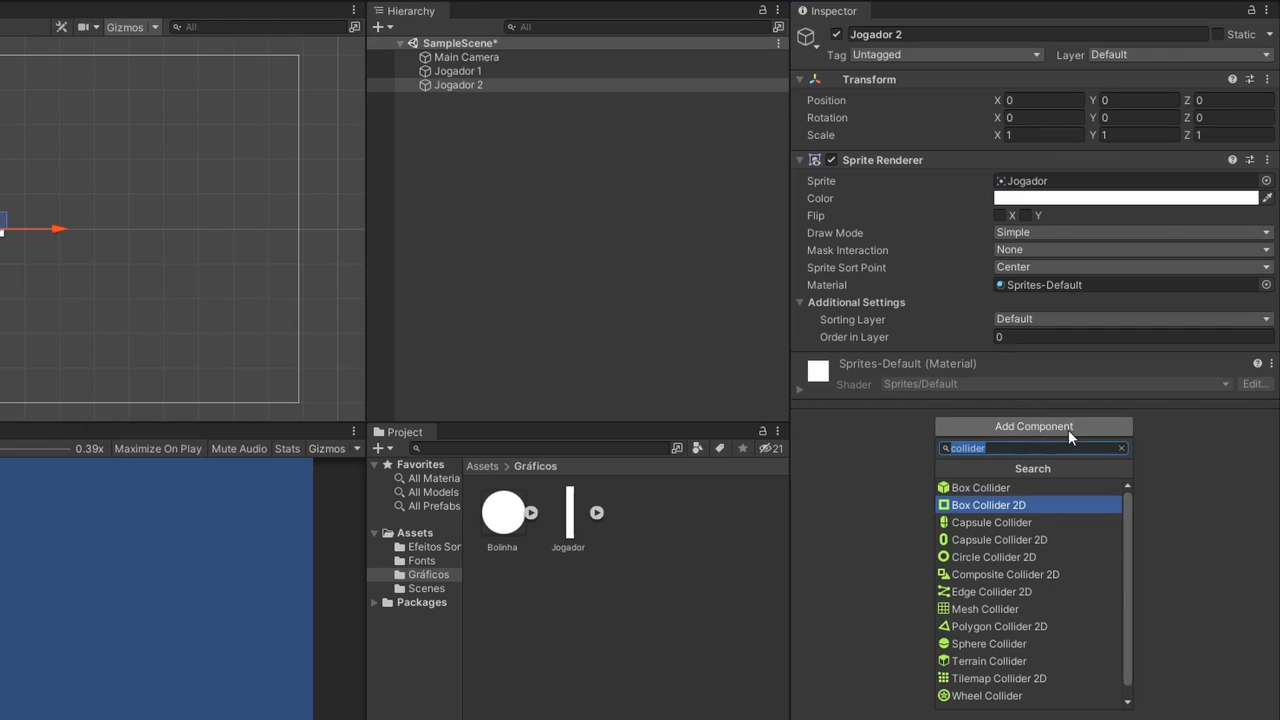 Gizmos
All
0.39x Maximize On Play Mute Audio Stats Gizmos
Hierarchy
All
SampleScene*
Main Camera
Jogador 1
Jogador 2
Project
21
Favorites
All Materia
All Models
All Prefabs
Assets
Efeitos Sor
Fonts
Gráficos
Scenes
Packages
Assets > Gráficos
Bolinha
Jogador
Inspector
Jogador 2
Static
Tag Untagged Layer Default
Transform
Position X 0 Y 0 Z 0
Rotation X 0 Y 0 Z 0
Scale X 1 Y 1 Z 1
Sprite Renderer
Sprite Jogador
Color
Flip X Y
Draw Mode Simple
Mask Interaction None
Sprite Sort Point Center
Material Sprites-Default
Additional Settings
Sorting Layer Default
Order in Layer 0
Sprites-Default (Material)
Shader Sprites/Default Edit...
Add Component
collider
Search
Box Collider
Box Collider 2D
Capsule Collider
Capsule Collider 2D
Circle Collider 2D
Composite Collider 2D
Edge Collider 2D
Mesh Collider
Polygon Collider 2D
Sphere Collider
Terrain Collider
Tilemap Collider 2D
Wheel Collider